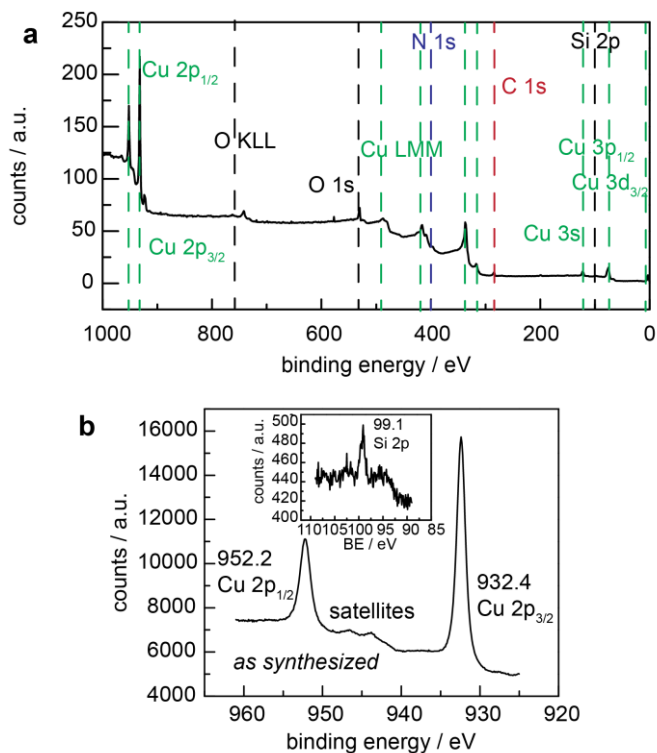 a
N 1s
Si 2p
250
200
150
100
50
0
counts / a.u.
Cu 2p1/2
C 1s
O KLL
Cu LMM
Cu 3p1/2
O 1s
Cu 3d3/2
Cu 2p3/2
Cu 3s
1000 800 600 400 200 0
binding energy / eV
b
16000
14000
12000
10000
8000
6000
4000
counts / a.u.
500
480
460
440
420
400
counts / a.u.
99.1
Si 2p
110 105 100 95 90 85
BE / eV
952.2
Cu 2p1/2
932.4
Cu 2p3/2
satellites
as synthesized
960 950 940 930 920
binding energy / eV